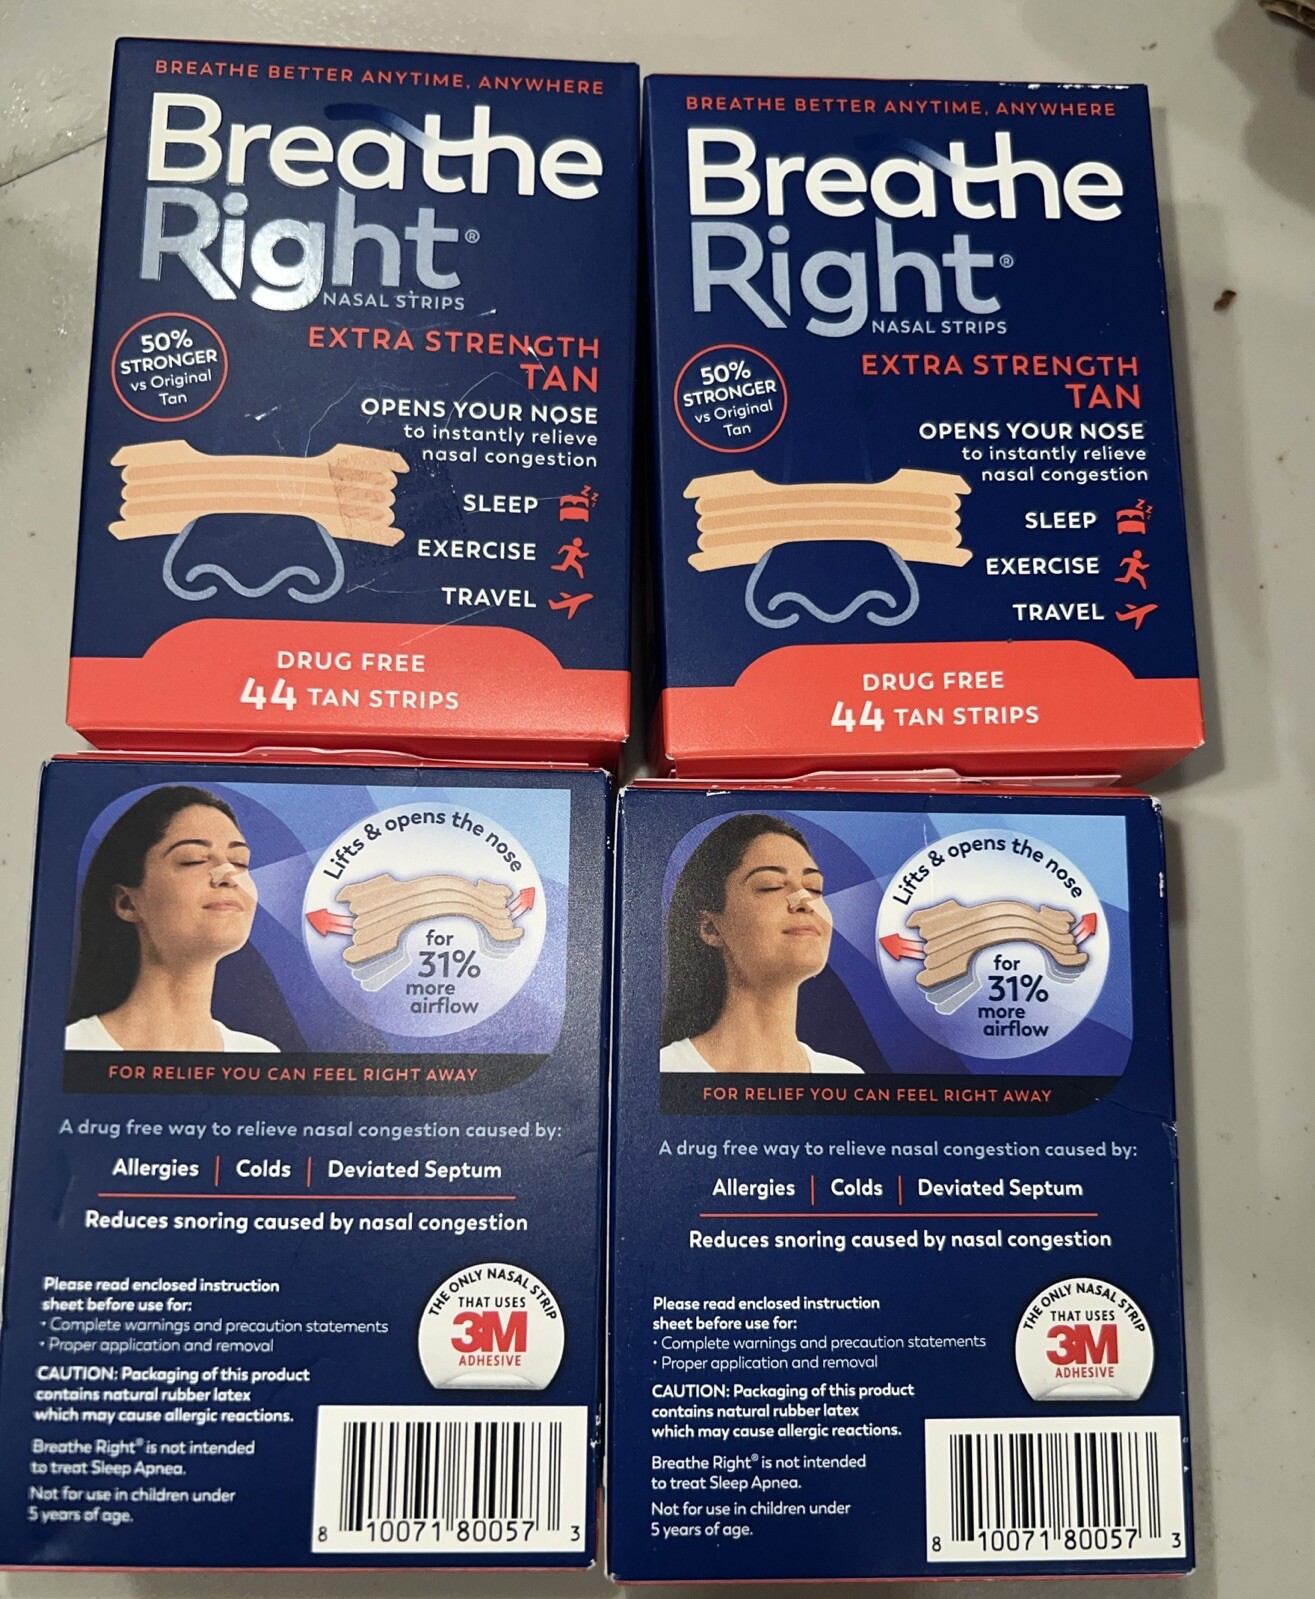 BREATHE BETTER ANYTIME, ANYWHERE
Breathe
Right®
NASAL STRIPS
EXTRA STRENGTH
TAN
50%
STRONGER
vs Original
Tan
OPENS YOUR NOSE
to instantly relieve
nasal congestion
SLEEP
zzz
EXERCISE
TRAVEL
DRUG FREE
44 TAN STRIPS
BREATHE BETTER ANYTIME, ANYWHERE
Breathe
Right®
NASAL STRIPS
EXTRA STRENGTH
TAN
50%
STRONGER
vs Original
Tan
OPENS YOUR NOSE
to instantly relieve
nasal congestion
SLEEP
zzz
EXERCISE
TRAVEL
DRUG FREE
44 TAN STRIPS
Lifts & opens the nose
for
31%
more
airflow
FOR RELIEF YOU CAN FEEL RIGHT AWAY
A drug free way to relieve nasal congestion caused by:
Allergies | Colds | Deviated Septum
Reduces snoring caused by nasal congestion
Please read enclosed instruction
sheet before use for:
• Complete warnings and precaution statements
• Proper application and removal
CAUTION: Packaging of this product
contains natural rubber latex
which may cause allergic reactions.
Breathe Right® is not intended
to treat Sleep Apnea.
Not for use in children under
5 years of age.
THE ONLY NASAL STRIP
THAT USES
3M
ADHESIVE
8 10071 80057 3
Lifts & opens the nose
for
31%
more
airflow
FOR RELIEF YOU CAN FEEL RIGHT AWAY
A drug free way to relieve nasal congestion caused by:
Allergies | Colds | Deviated Septum
Reduces snoring caused by nasal congestion
Please read enclosed instruction
sheet before use for:
• Complete warnings and precaution statements
• Proper application and removal
CAUTION: Packaging of this product
contains natural rubber latex
which may cause allergic reactions.
Breathe Right® is not intended
to treat Sleep Apnea.
Not for use in children under
5 years of age.
THE ONLY NASAL STRIP
THAT USES
3M
ADHESIVE
8 10071 80057 3